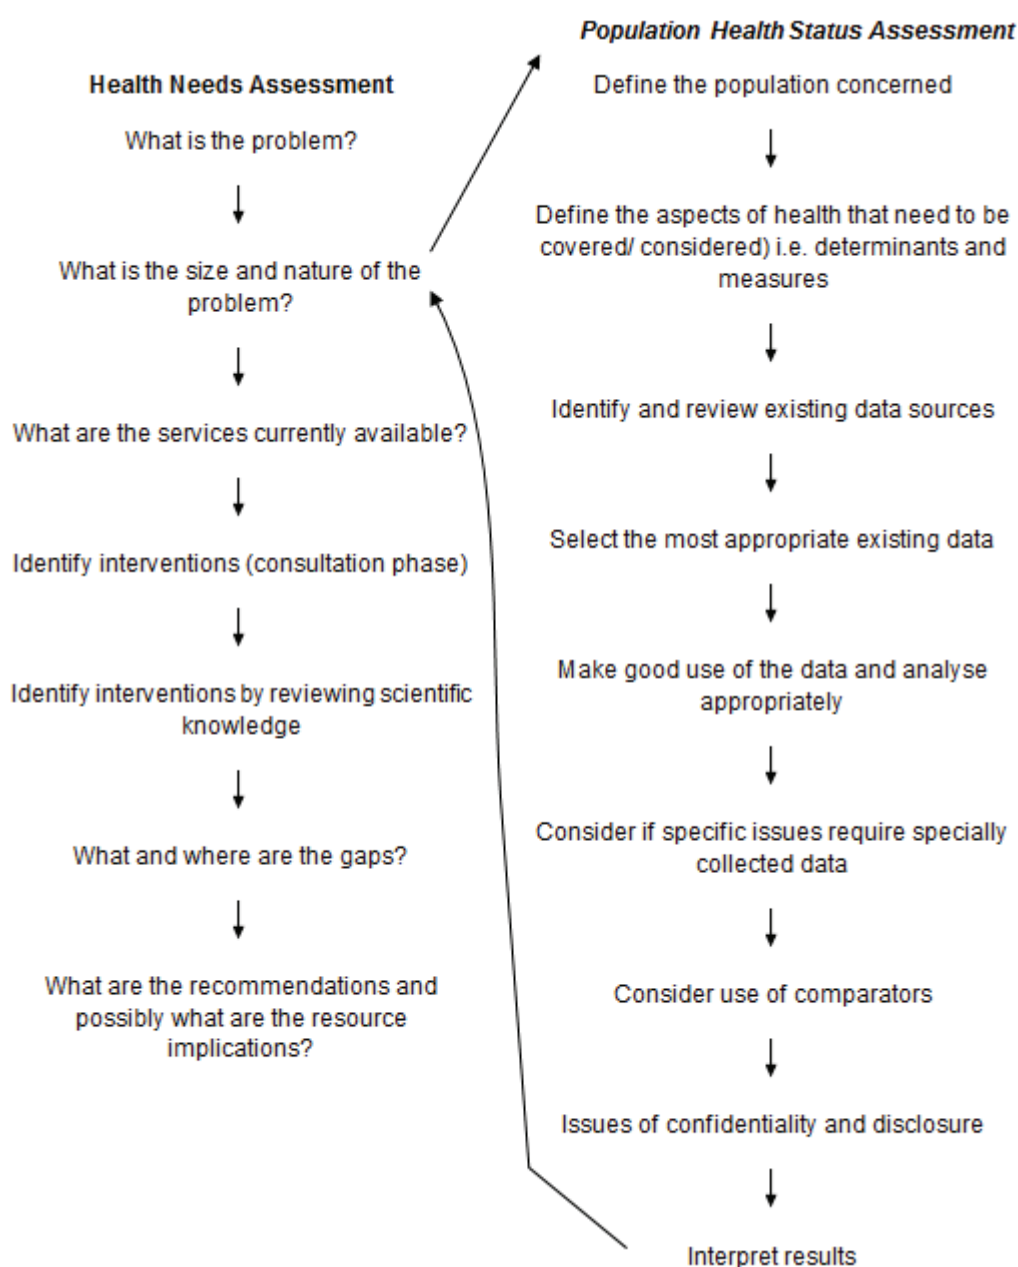 Health Needs Assessment
What is the problem?
What is the size and nature of the
problem?
What are the services currently available?
Identify interventions (consultation phase)
Identify interventions by reviewing scientific
knowledge
What and where are the gaps?
What are the recommendations and
possibly what are the resource
implications?
Population Health Status Assessment
Define the population concerned
Define the aspects of health that need to be
covered/ considered) i.e. determinants and
measures
Identify and review existing data sources
Select the most appropriate existing data
Make good use of the data and analyse
appropriately
Consider if specific issues require specially
collected data
Consider use of comparators
Issues of confidentiality and disclosure
Interpret results